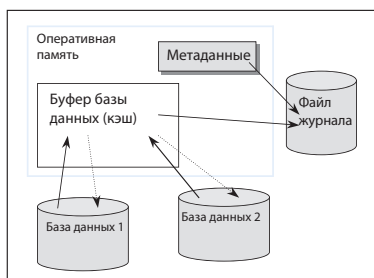 Оперативная
память
Метаданные
Буфер базы
данных (кэш)
Файл
журнала
База данных 1
База данных 2